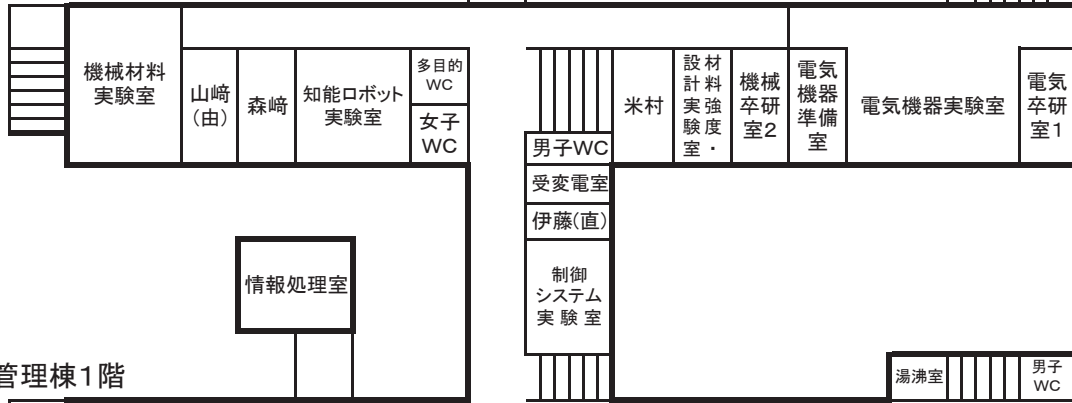 機械材料
実験室
山﨑
(由)
森﨑
知能ロボット
実験室
多目的
WC
女子
WC
男子WC
受変電室
伊藤(直)
制御
システム
実験室
米村
材料強度・
設計実験室
機械
卒研
室2
電気
機器
準備
室
電気機器実験室
電気
卒研
室1
情報処理室
管理棟1階
湯沸室
男子
WC